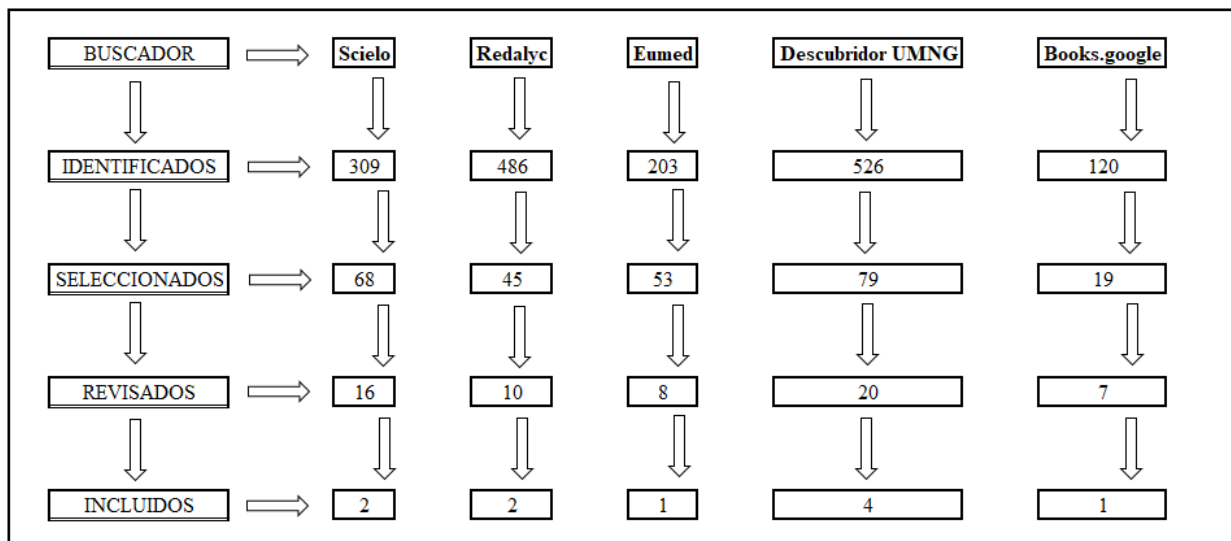 BUSCADOR Scielo Redalyc Eumed Descubridor UMNG Books.google
IDENTIFICADOS 309 486 203 526 120
SELECCIONADOS 68 45 53 79 19
REVISADOS 16 10 8 20 7
INCLUIDOS 2 2 1 4 1